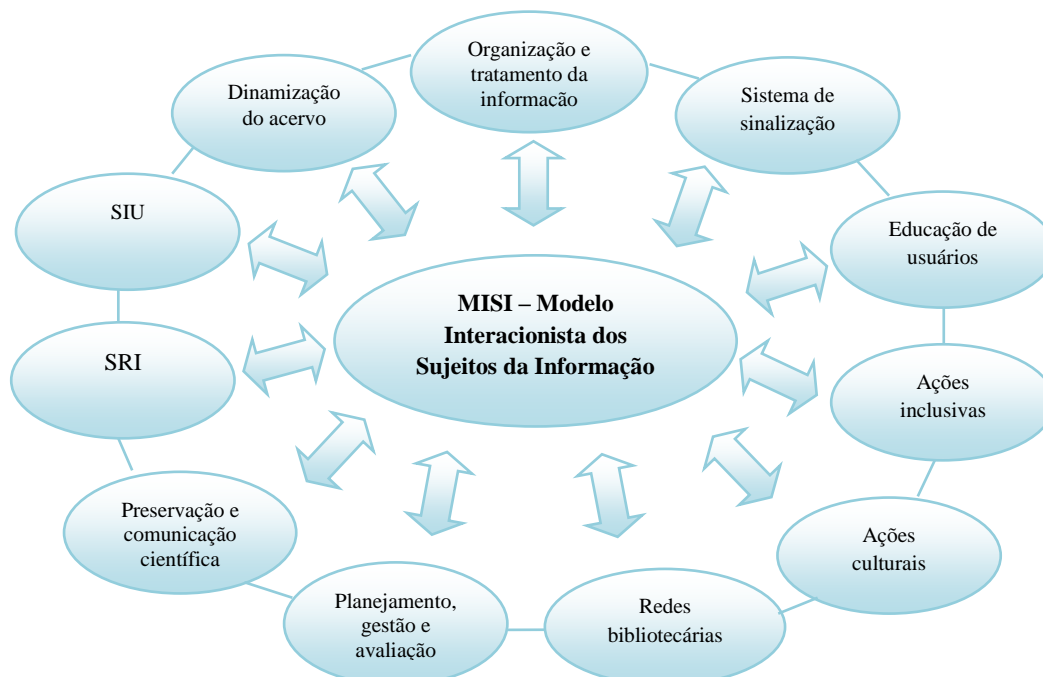 Organização e
tratamento da
informacão
Dinamização
do acervo
Sistema de
sinalização
SIU
Educação de
usuários
MISI – Modelo
Interacionista dos
Sujeitos da Informação
SRI
Ações
inclusivas
Preservação e
comunicação
científica
Ações
culturais
Planejamento,
gestão e
avaliação
Redes
bibliotecárias